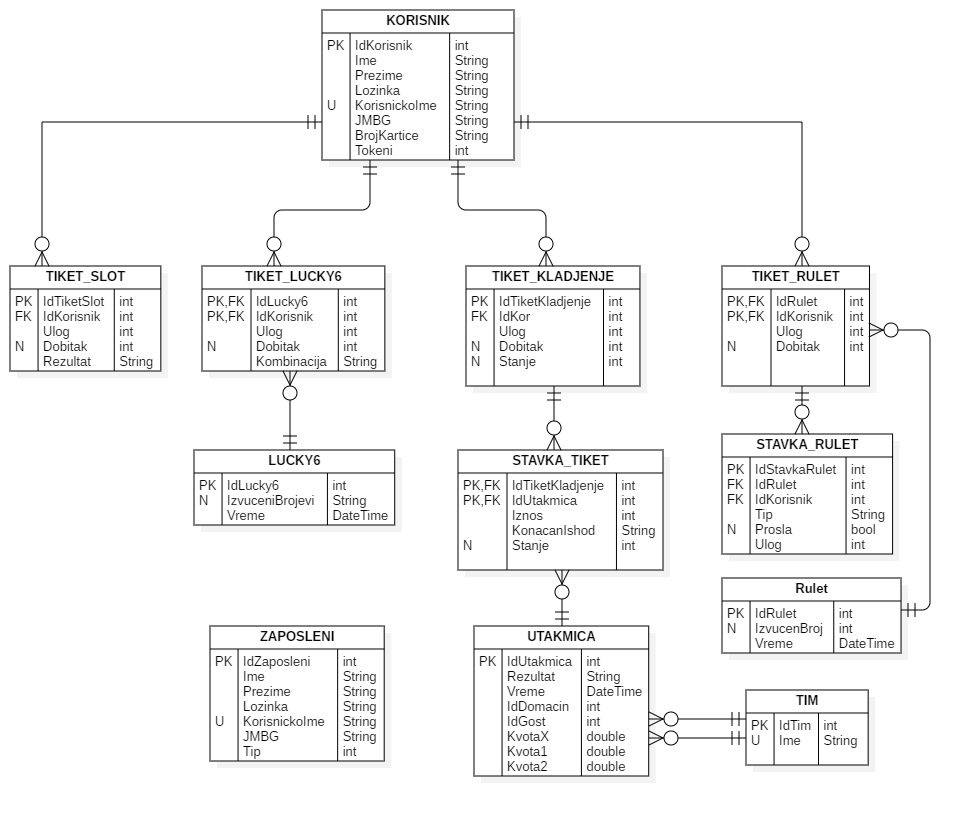 KORISNIK
PK IdKorisnik int
Ime String
Prezime String
Lozinka String
U KorisnickoIme String
JMBG String
BrojKartice String
Tokeni int
TIKET_SLOT
PK IdTiketSlot int
FK IdKorisnik int
Ulog int
N Dobitak int
Rezultat String
TIKET_LUCKY6
PK,FK IdLucky6 int
PK,FK IdKorisnik int
Ulog int
N Dobitak int
Kombinacija String
TIKET_KLADJENJE
PK IdTiketKladjenje int
FK IdKor int
Ulog int
N Dobitak int
N Stanje int
TIKET_RULET
PK,FK IdRulet int
PK,FK IdKorisnik int
Ulog int
N Dobitak int
LUCKY6
PK IdLucky6 int
N IzvuceniBrojevi String
Vreme DateTime
STAVKA_TIKET
PK,FK IdTiketKladjenje int
PK,FK IdUtakmica int
Iznos int
KonacanIshod String
N Stanje int
STAVKA_RULET
PK IdStavkaRulet int
FK IdRulet int
FK IdKorisnik int
Tip String
N Prosla bool
Ulog int
Rulet
PK IdRulet int
N IzvucenBroj int
Vreme DateTime
ZAPOSLENI
PK IdZaposleni int
Ime String
Prezime String
Lozinka String
U KorisnickoIme String
JMBG String
Tip int
UTAKMICA
PK IdUtakmica int
Rezultat String
Vreme DateTime
IdDomacin int
IdGost int
KvotaX double
Kvota1 double
Kvota2 double
TIM
PK IdTim int
U Ime String